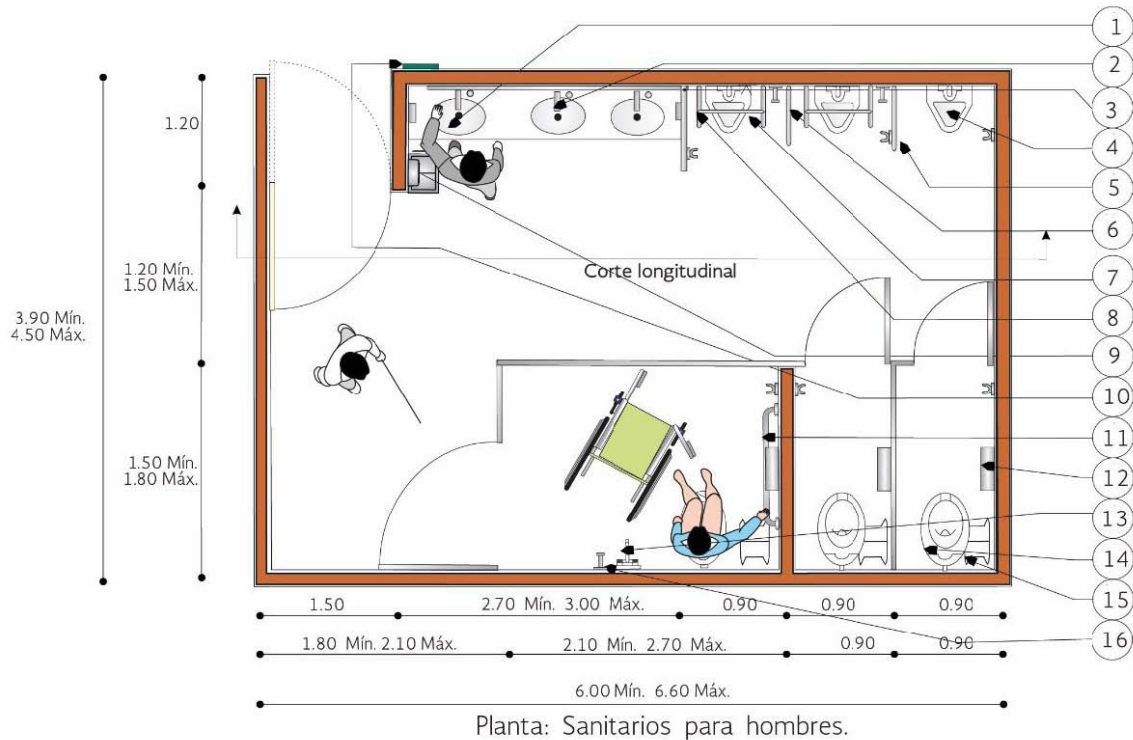 1
2
3
4
5
6
7
8
9
10
11
12
13
14
15
16
1.20
1.20 Mín.
1.50 Máx.
3.90 Mín.
4.50 Máx.
1.50 Mín.
1.80 Máx.
Corte longitudinal
1.50 2.70 Mín. 3.00 Máx. 0.90 0.90 0.90
1.80 Mín. 2.10 Máx. 2.10 Mín. 2.70 Máx. 0.90 0.90
6.00 Mín. 6.60 Máx.
Planta: Sanitarios para hombres.